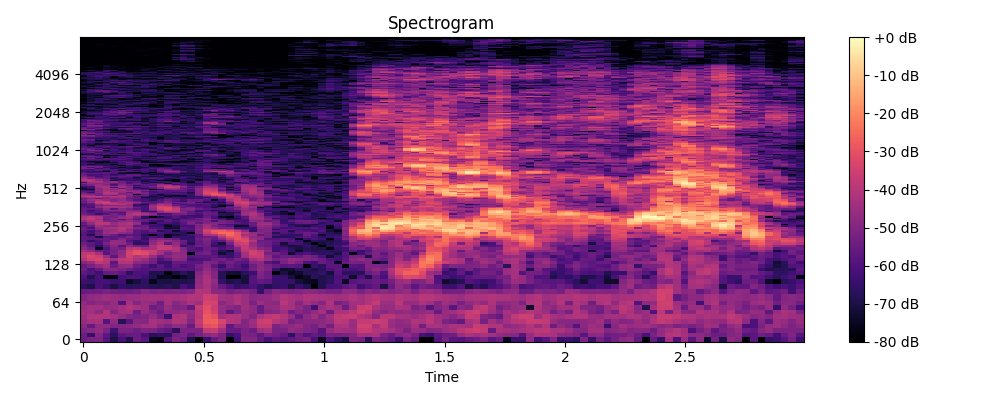 Spectrogram
Hz
4096
2048
1024
512
256
128
64
0
0
0.5
1
1.5
2
2.5
Time
+0 dB
-10 dB
-20 dB
-30 dB
-40 dB
-50 dB
-60 dB
-70 dB
-80 dB